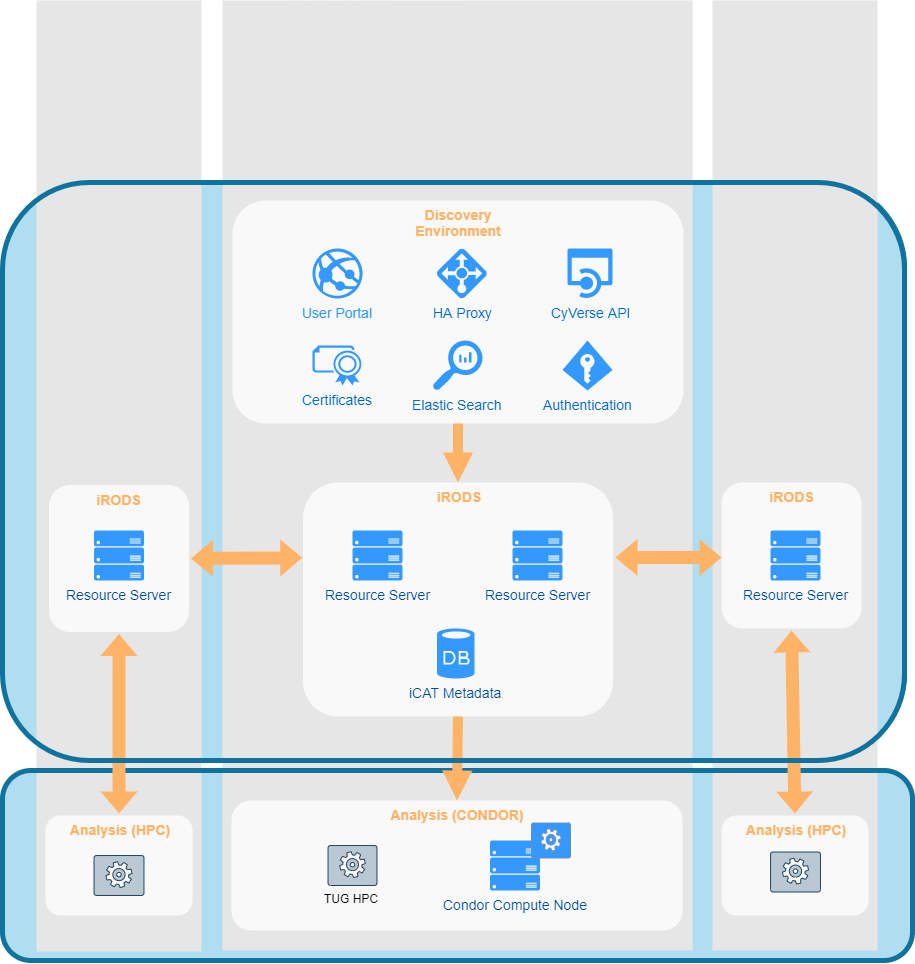 Discovery
Environment
User Portal
HA Proxy
CyVerse API
Certificates
Elastic Search
Authentication
iRODS
Resource Server
iRODS
Resource Server
Resource Server
DB
iCAT Metadata
iRODS
Resource Server
Analysis (HPC)
Analysis (CONDOR)
TUG HPC
Condor Compute Node
Analysis (HPC)